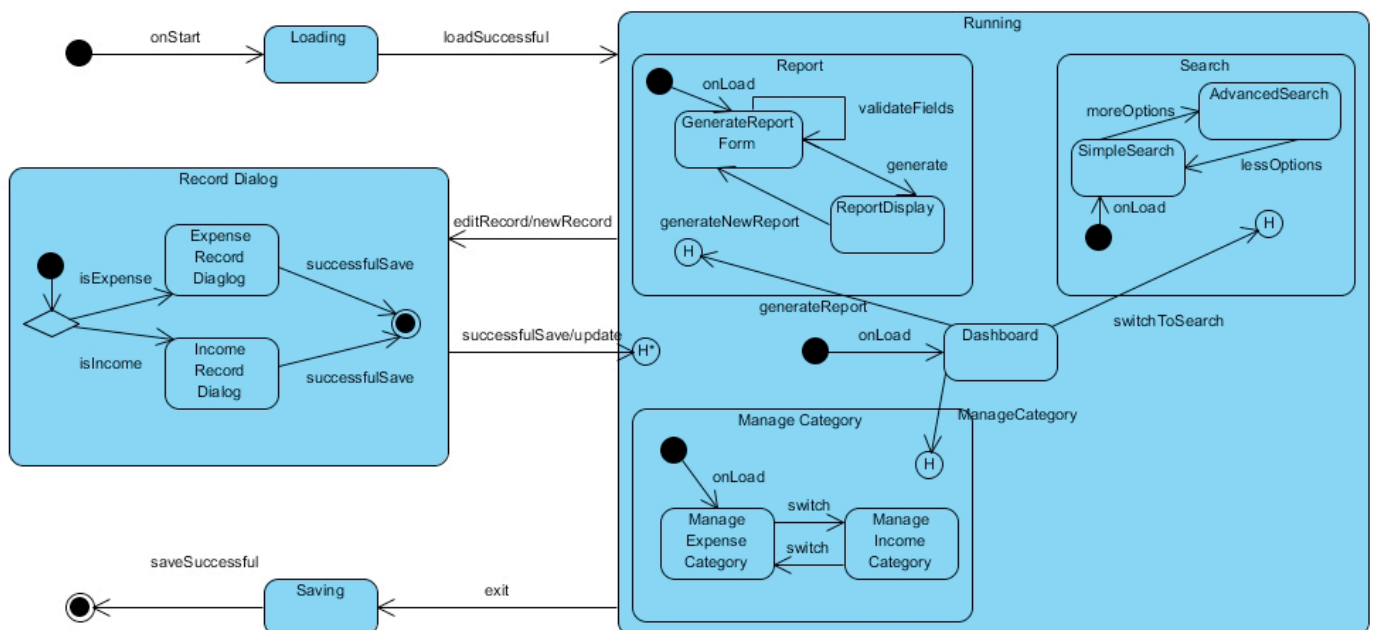 onStart
Loading
loadSuccessful
Running
Report
onLoad
GenerateReport
Form
validateFields
generate
ReportDisplay
generateNewReport
H
Search
AdvancedSearch
moreOptions
SimpleSearch
lessOptions
onLoad
H
Record Dialog
Expense
Record
Diaglog
isExpense
successfulSave
isIncome
Income
Record
Dialog
successfulSave
editRecord/newRecord
successfulSave/update
H*
generateReport
onLoad
Dashboard
switchToSearch
ManageCategory
Manage Category
H
onLoad
Manage
Expense
Category
switch
switch
Manage
Income
Category
saveSuccessful
Saving
exit